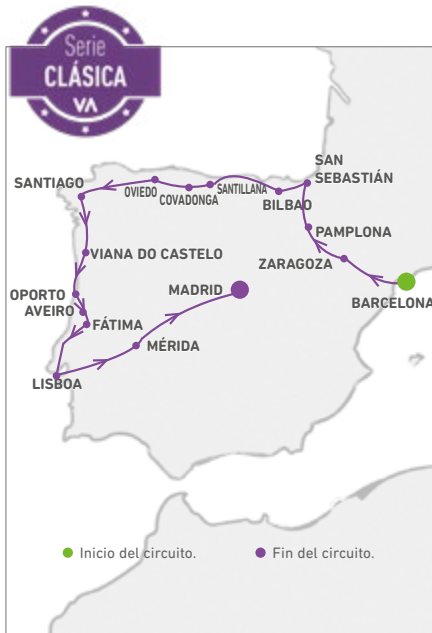 Serie
CLÁSICA
VA
SAN
SEBASTIÁN
SANTIAGO
OVIEDO
COVADONGA
SANTILLANA
BILBAO
PAMPLONA
VIANA DO CASTELO
ZARAGOZA
MADRID
BARCELONA
OPORTO
AVEIRO
FÁTIMA
MÉRIDA
LISBOA
Inicio del circuito.
Fin del circuito.